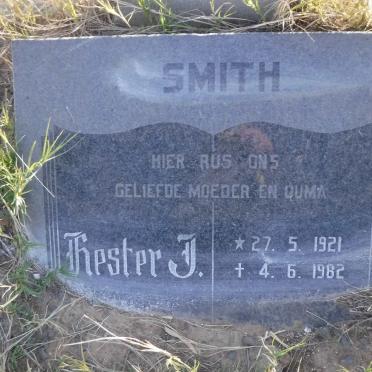 SMITH
HIER RUS ONS
GELIEFDE MOEDER EN OUMA
Hester J.
* 27. 5. 1921
+ 4. 6. 1982